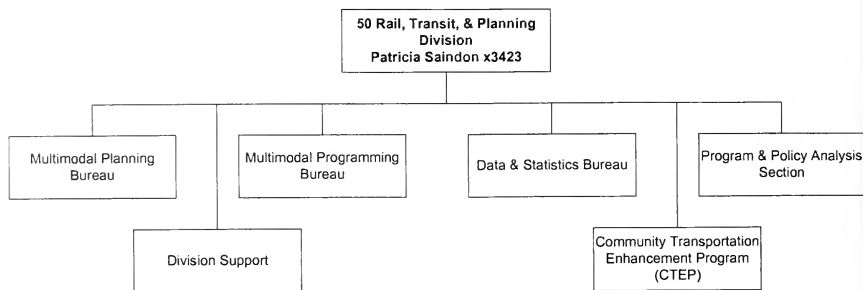 50 Rail, Transit, & Planning
Division
Patricia Saindon x3423
Multimodal Planning
Bureau
Multimodal Programming
Bureau
Data & Statistics Bureau
Program & Policy Analysis
Section
Division Support
Community Transportation
Enhancement Program
(CTEP)